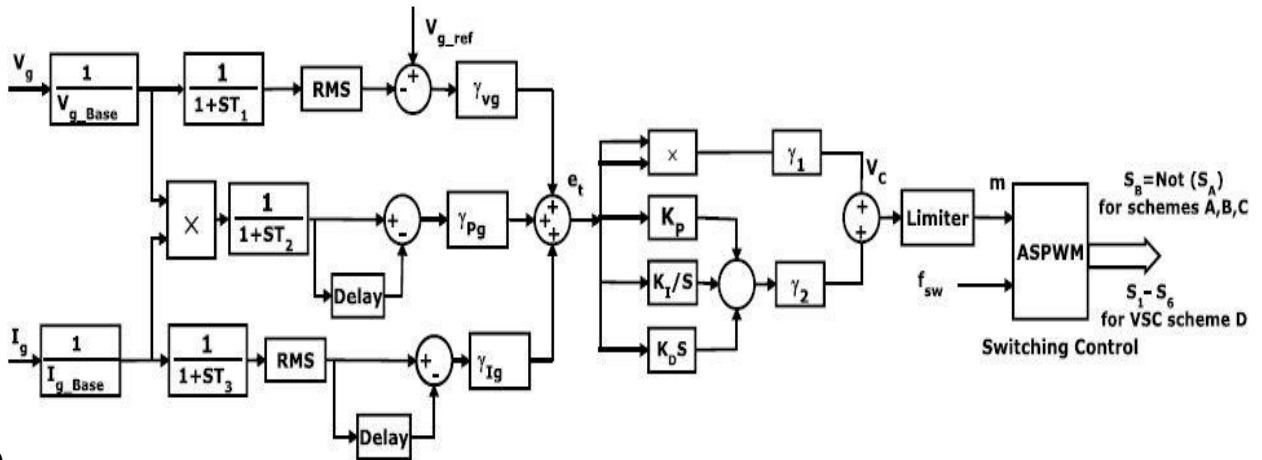 V_g_ref
V_g
1
V_g_Base
1
1+ST_1
RMS
-
+
γ_vg
×
1
1+ST_2
+
-
Delay
γ_Pg
+
+
+
e_t
I_g
1
I_g_Base
1
1+ST_3
RMS
+
-
Delay
γ_Ig
×
γ_1
K_P
K_I/S
K_D S
γ_2
V_C
+
+
Limiter
m
f_sw
ASPWM
S_B=Not (S_A)
for schemes A,B,C
S_1-S_6
for VSC scheme D
Switching Control
)